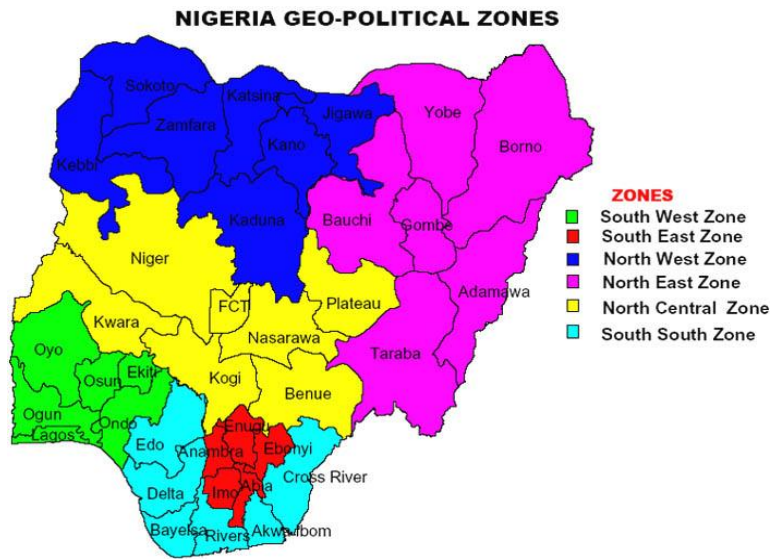 NIGERIA GEO-POLITICAL ZONES
Sokoto
Katsina
Jigawa
Yobe
Zamfara
Kano
Borno
Kebbi
Kaduna
Bauchi
Gombe
Niger
Adamawa
FCT
Plateau
Kwara
Nasarawa
Taraba
Oyo
Kogi
Benue
Osun
Ekiti
Ogun
Ondo
Lagos
Edo
Enugu
Anambra
Ebonyi
Cross River
Delta
Imo
Abia
Bayelsa
Rivers
Akwa-Ibom
ZONES
South West Zone
South East Zone
North West Zone
North East Zone
North Central Zone
South South Zone